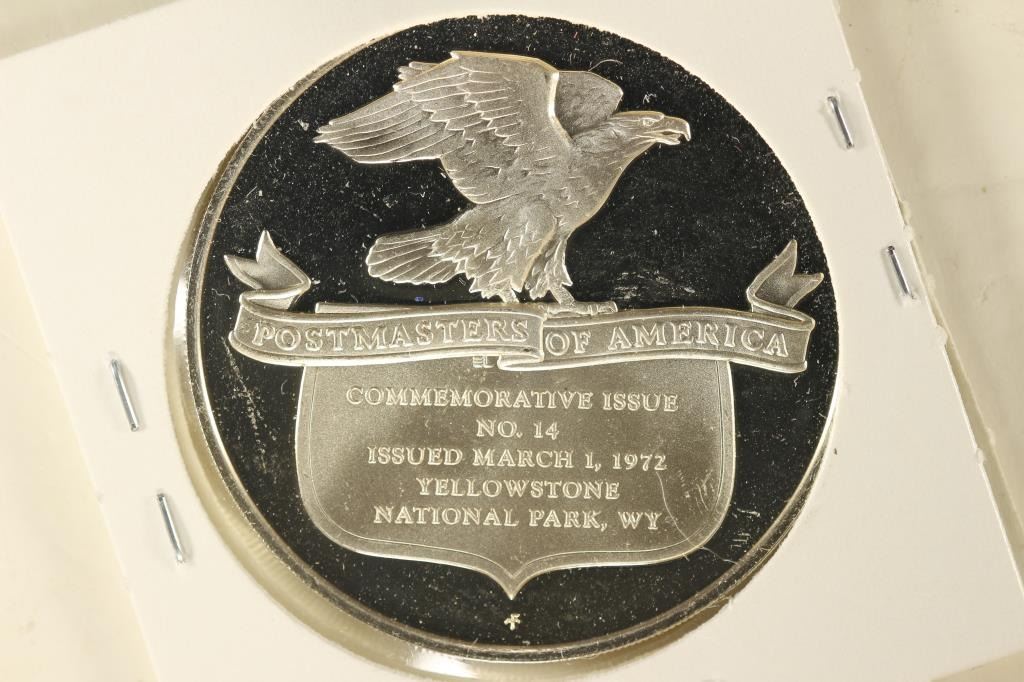 POSTMASTERS OF AMERICA
COMMEMORATIVE ISSUE
NO. 14
ISSUED MARCH 1, 1972
YELLOWSTONE
NATIONAL PARK, WY